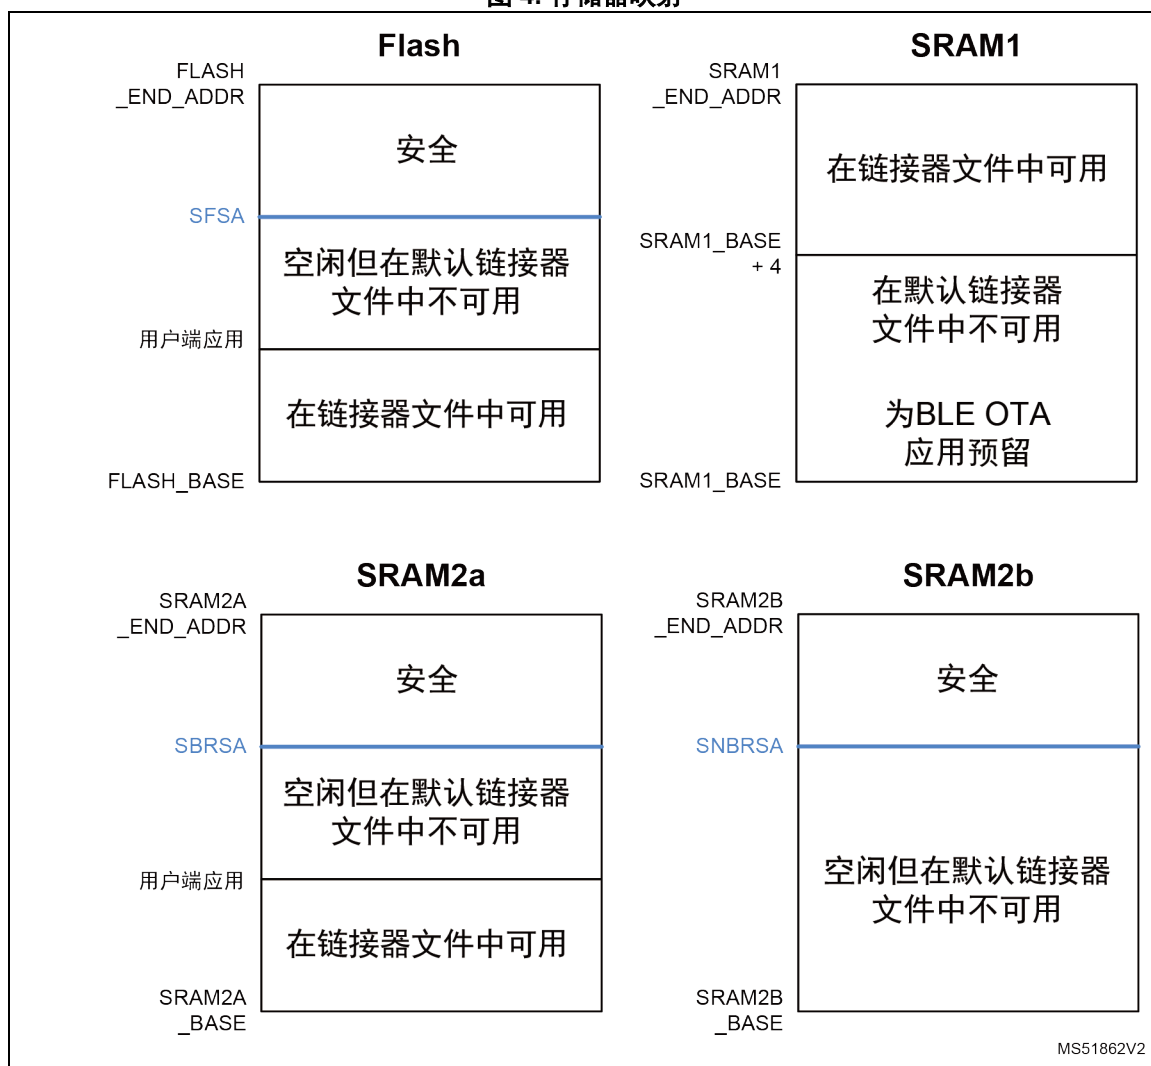 图 4. 存储器映射
Flash
FLASH
_END_ADDR
安全
SFSA
空闲但在默认链接器
文件中不可用
用户端应用
在链接器文件中可用
FLASH_BASE
SRAM1
SRAM1
_END_ADDR
在链接器文件中可用
SRAM1_BASE
+ 4
在默认链接器
文件中不可用
为BLE OTA
应用预留
SRAM1_BASE
SRAM2a
SRAM2A
_END_ADDR
安全
SBRSA
空闲但在默认链接器
文件中不可用
用户端应用
在链接器文件中可用
SRAM2A
_BASE
SRAM2b
SRAM2B
_END_ADDR
安全
SNBRSA
空闲但在默认链接器
文件中不可用
SRAM2B
_BASE
MS51862V2